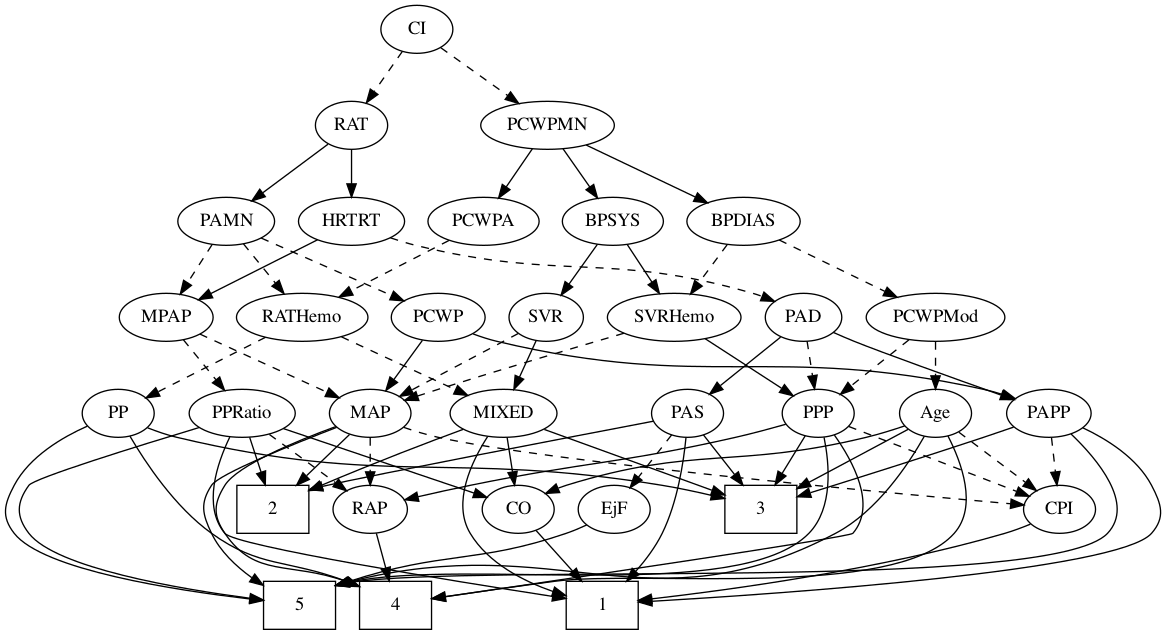 CI
RAT
PCWPMN
PAMN
HRTRT
PCWPA
BPSYS
BPDIAS
MPAP
RATHemo
PCWP
SVR
SVRHemo
PAD
PCWPMod
PP
PPRatio
MAP
MIXED
PAS
PPP
Age
PAPP
2
RAP
CO
EjF
3
CPI
5
4
1